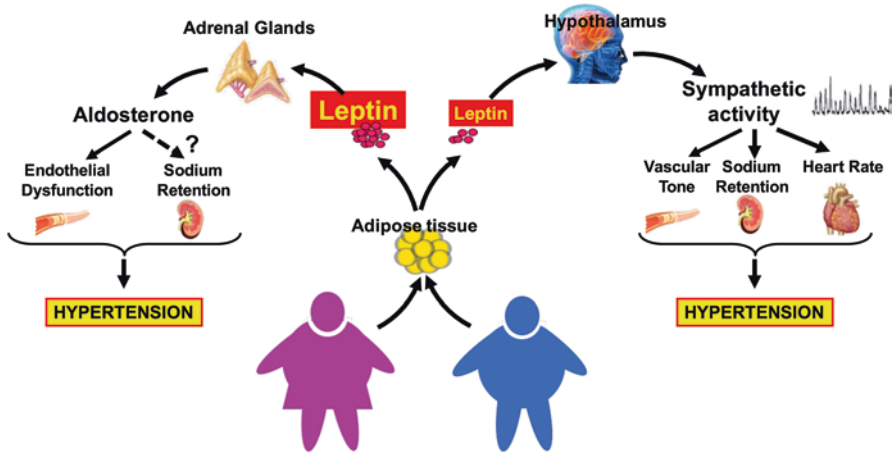 Adrenal Glands
Leptin
Aldosterone
?
Endothelial
Dysfunction
Sodium
Retention
HYPERTENSION
Adipose tissue
Hypothalamus
Leptin
Sympathetic
activity
Vascular
Tone
Sodium
Retention
Heart Rate
HYPERTENSION